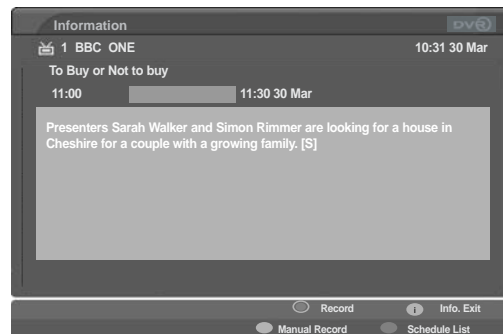 Information DVR
1 BBC ONE 10:31 30 Mar
To Buy or Not to buy
11:00 11:30 30 Mar
Presenters Sarah Walker and Simon Rimmer are looking for a house in
Cheshire for a couple with a growing family. [S]
Record i Info. Exit
Manual Record Schedule List